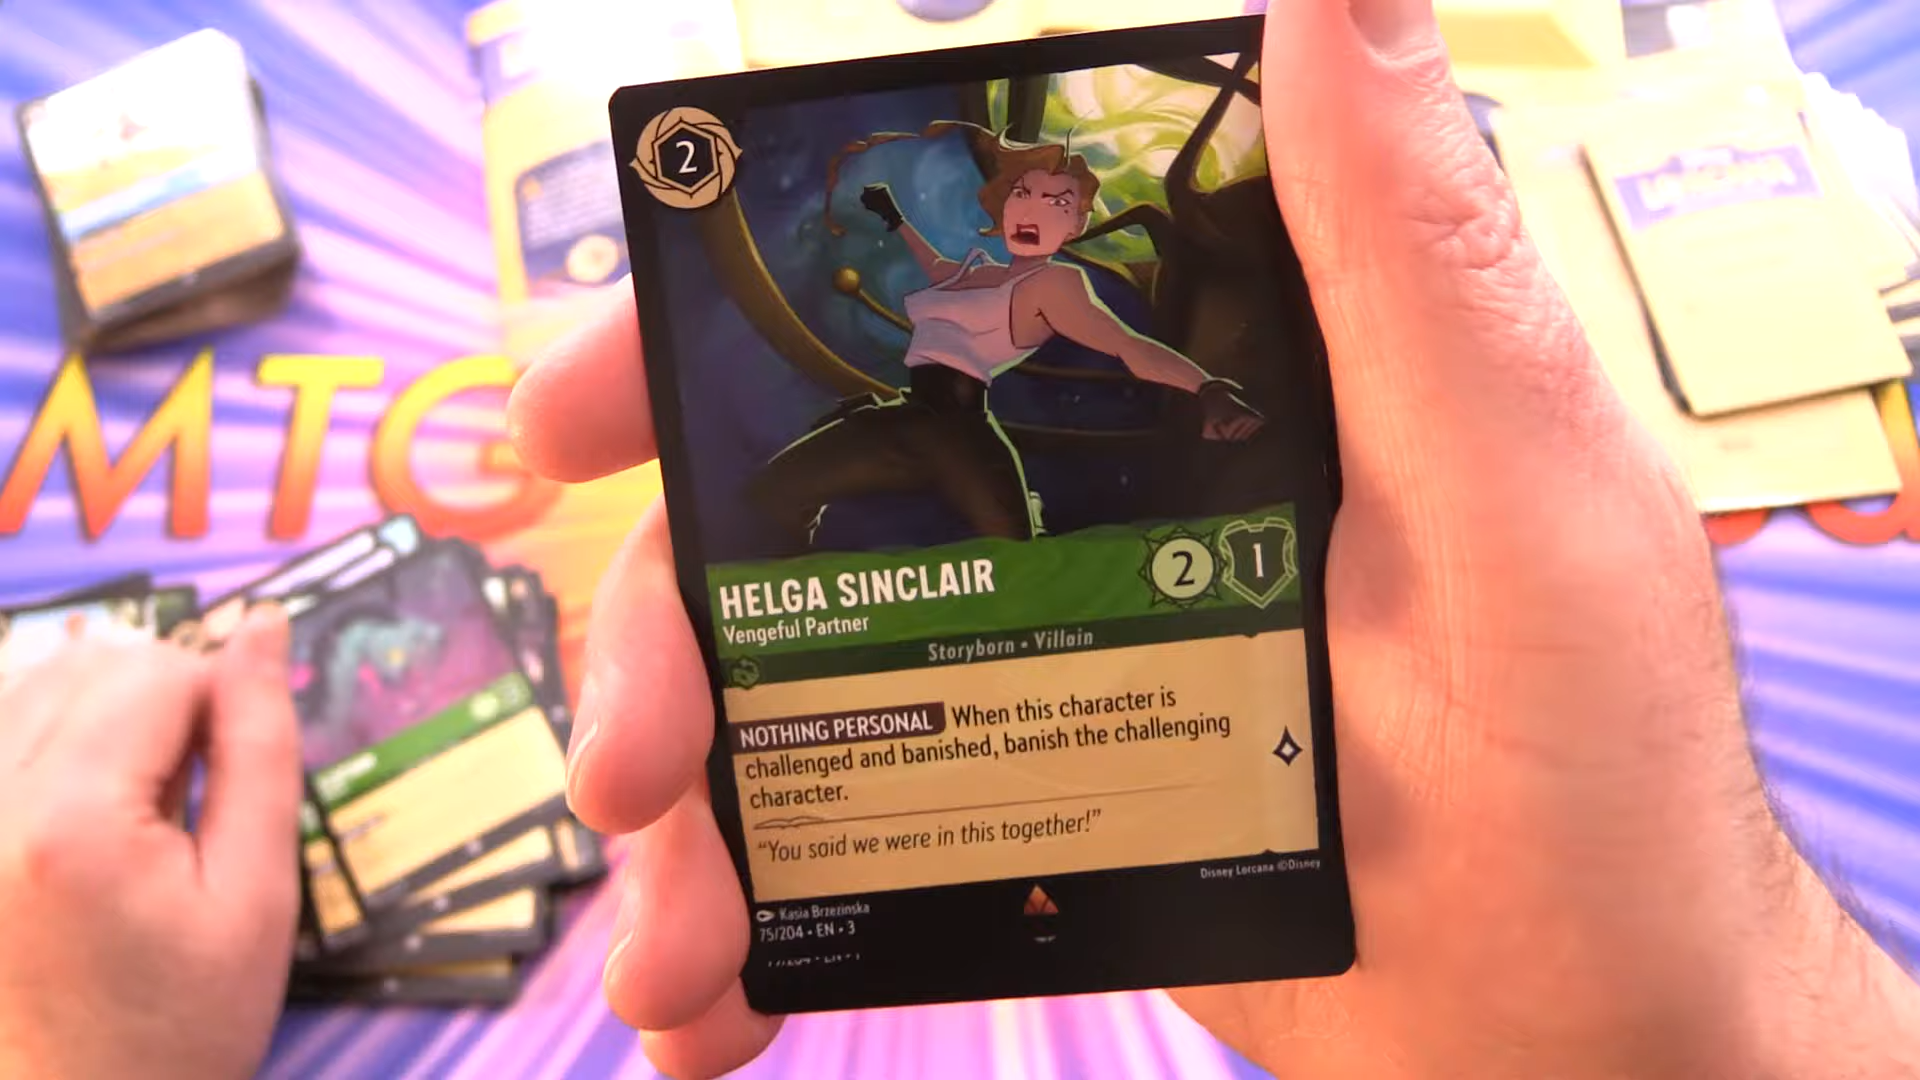 MTG
2
HELGA SINCLAIR
2
1
Vengeful Partner
Storyborn • Villain
NOTHING PERSONAL When this character is
challenged and banished, banish the challenging
character.
“You said we were in this together!”
Disney Lorcana ©Disney
Kasia Brzezinska
75/204 • EN • 3